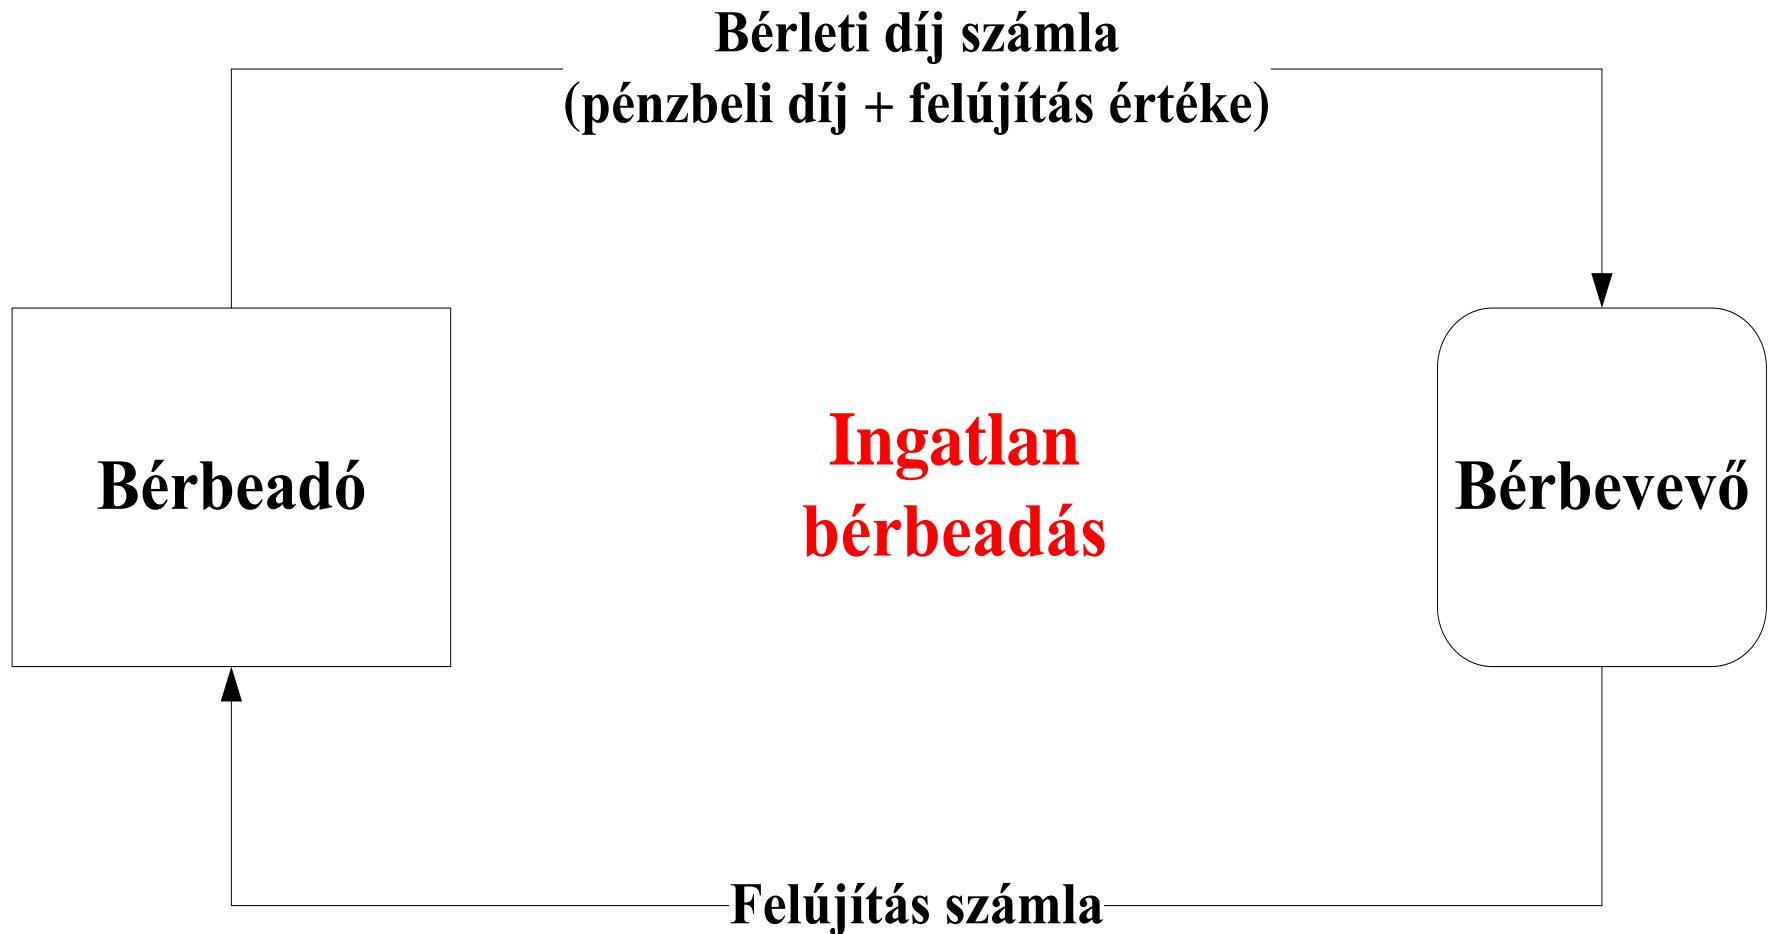 Bérleti díj számla
(pénzbeli díj + felújítás értéke)
Bérbeadó
Ingatlan
bérbeadás
Bérbevevő
Felújítás számla